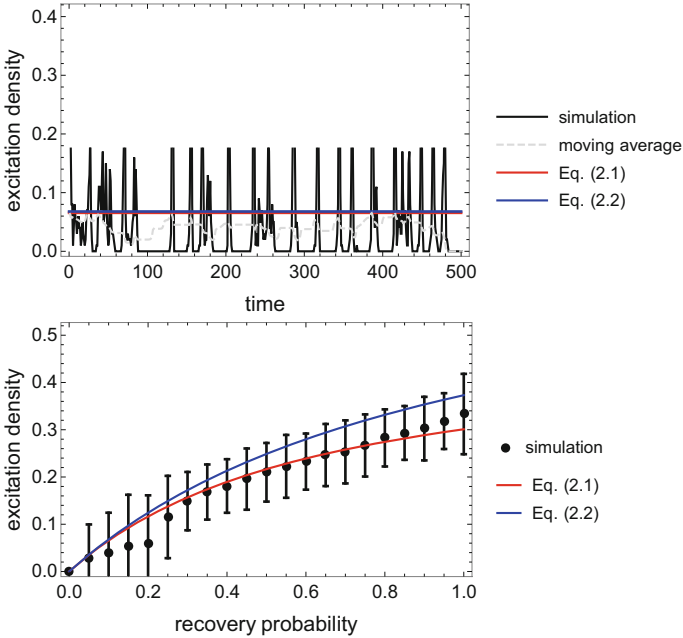 excitation density
0.4
0.3
0.2
0.1
0.0
0
100
200
300
400
500
time
simulation
moving average
Eq. (2.1)
Eq. (2.2)
excitation density
0.5
0.4
0.3
0.2
0.1
0.0
0.0
0.2
0.4
0.6
0.8
1.0
recovery probability
simulation
Eq. (2.1)
Eq. (2.2)